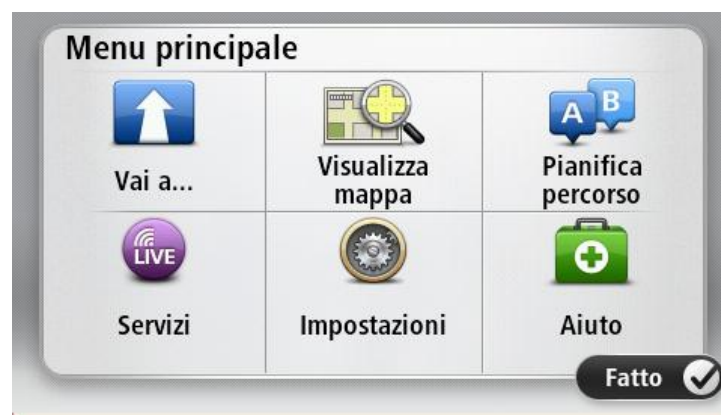 Menu principale
Vai a...
Visualizza
mappa
A B
Pianifica
percorso
LIVE
Servizi
Impostazioni
Aiuto
Fatto